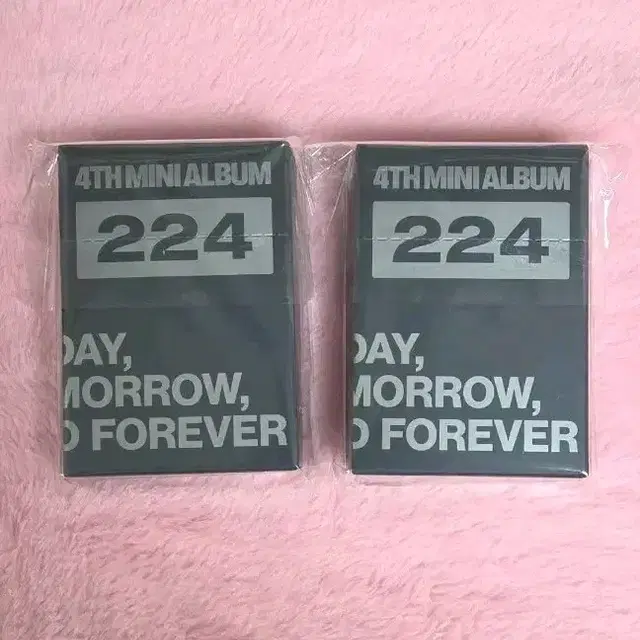 4TH MINI ALBUM
224
DAY,
MORROW,
D FOREVER
4TH MINI ALBUM
224
DAY,
MORROW,
D FOREVER